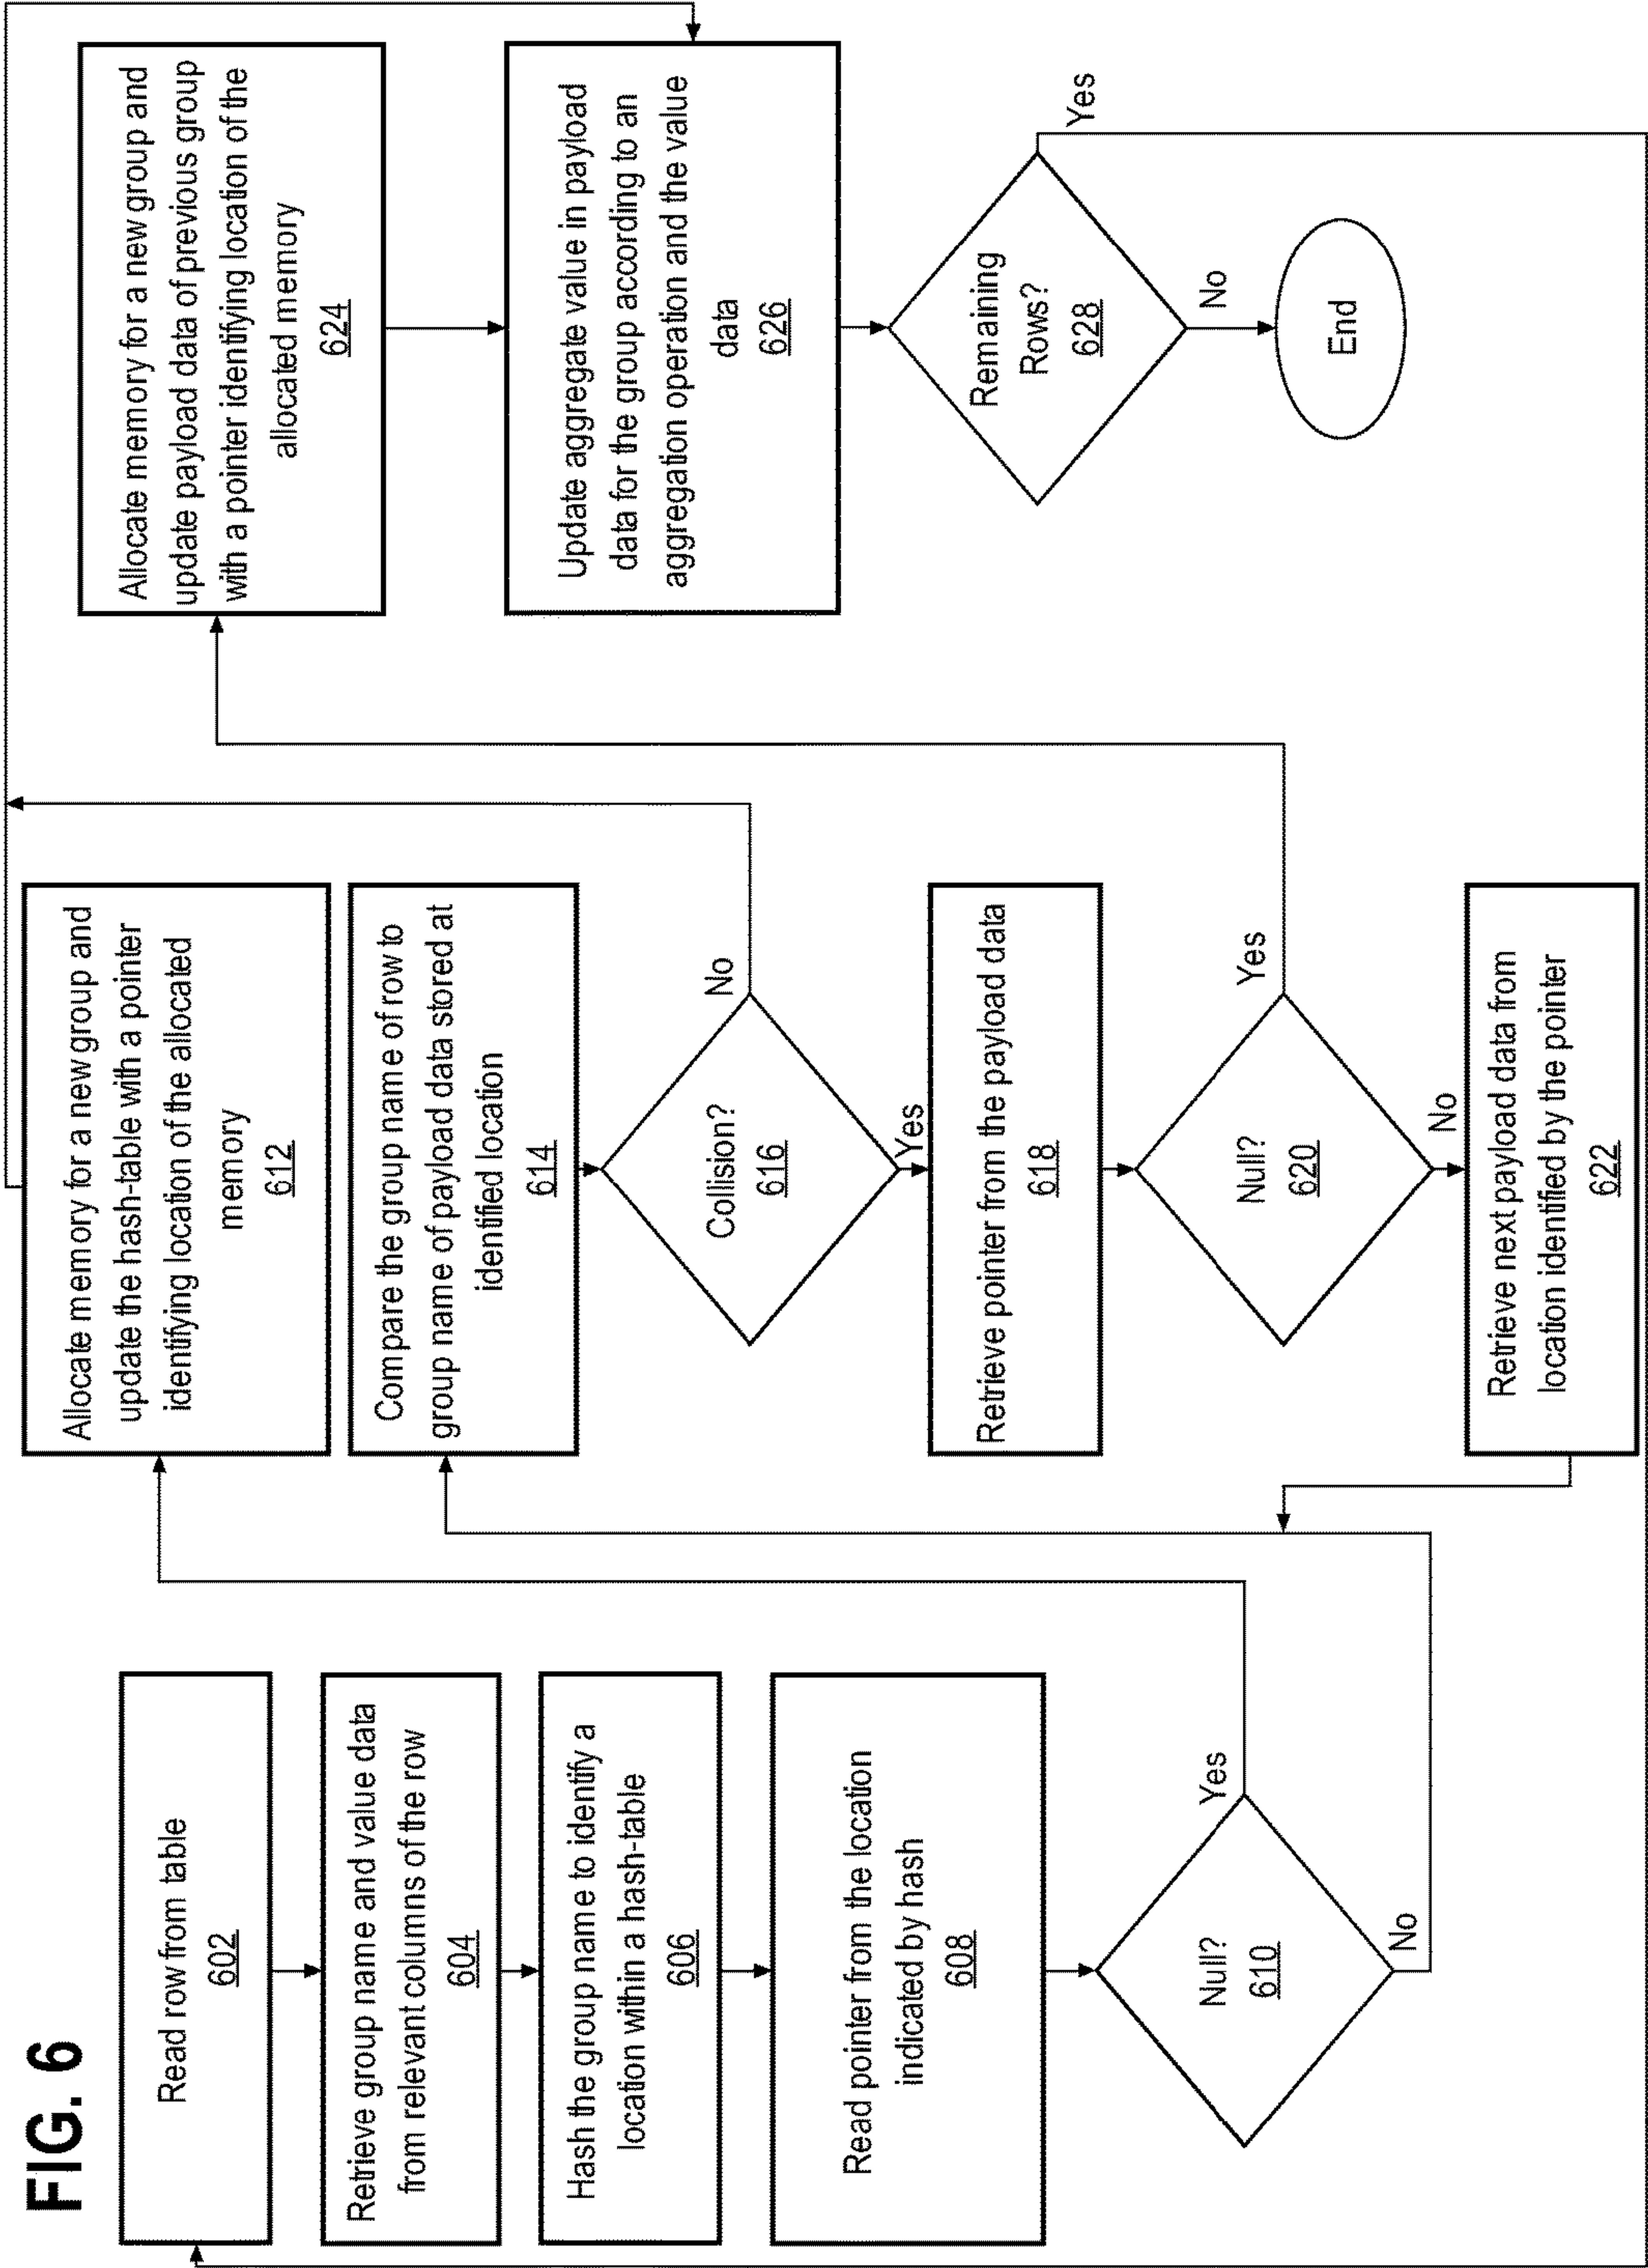 FIG. 6
Read row from table
602
Retrieve group name and value data
from relevant columns of the row
604
Hash the group name to identify a
location within a hash-table
606
Read pointer from the location
indicated by hash
608
Null?
610
Yes
No
Allocate memory for a new group and
update the hash-table with a pointer
identifying location of the allocated
memory
612
Compare the group name of row to
group name of payload data stored at
identified location
614
Collision?
616
No
Yes
Retrieve pointer from the payload data
618
Null?
620
Yes
No
Retrieve next payload data from
location identified by the pointer
622
Allocate memory for a new group and
update payload data of previous group
with a pointer identifying location of the
allocated memory
624
Update aggregate value in payload
data for the group according to an
aggregation operation and the value
data
626
Remaining
Rows?
628
Yes
No
End